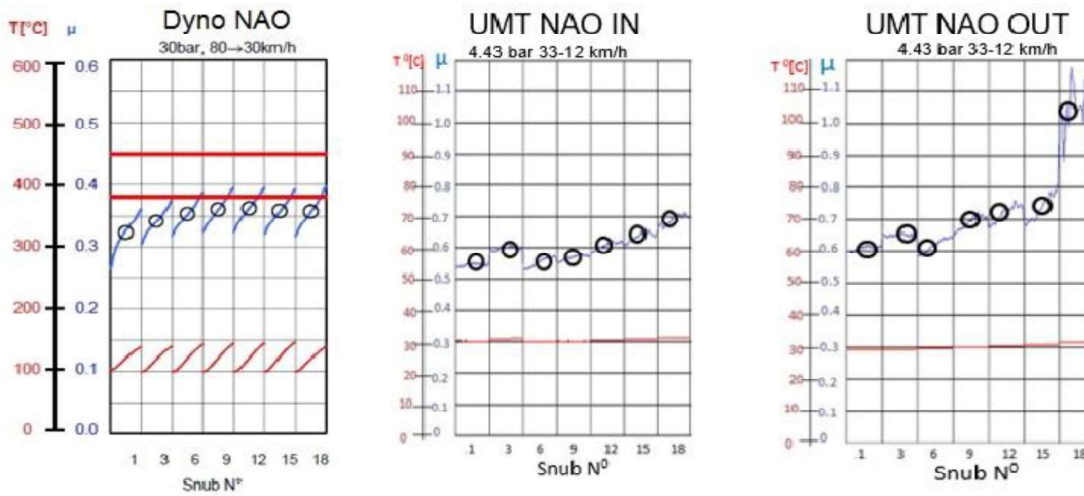 Dyno NAO
30bar, 80→30km/h
T[°C] μ
600 0.6
500 0.5
400 0.4
300 0.3
200 0.2
100 0.1
0 0.0
1 3 6 9 12 15 18
Snub N°
UMT NAO IN
4.43 bar 33-12 km/h
T⁰[C] μ
110 1.1
100 1.0
90 0.9
80 0.8
70 0.7
60 0.6
50 0.5
40 0.4
30 0.3
20 0.2
10 0.1
0 0
1 3 6 9 12 15 18
Snub N⁰
UMT NAO OUT
4.43 bar 33-12 km/h
T⁰[C] μ
110 1.1
100 1.0
90 0.9
80 0.8
70 0.7
60 0.6
50 0.5
40 0.4
30 0.3
20 0.2
10 0.1
0 0
1 3 6 9 12 15 18
Snub N⁰